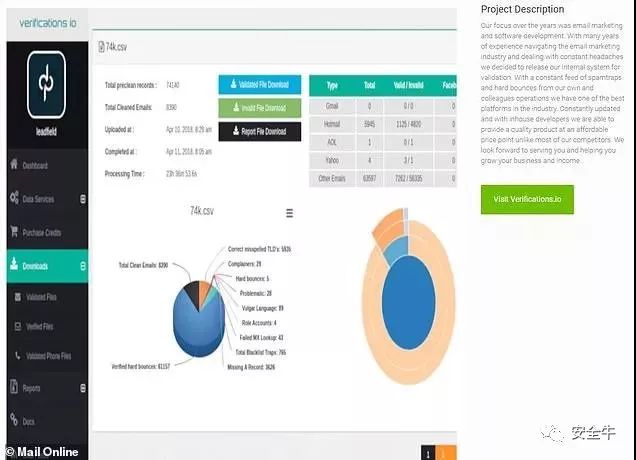 verifications io
leadfield
Dashboard
Data Services
Purchase Credits
Downloads
Validated Files
Verified Files
Validated Phone Files
Reports
Docs
74k.csv
Total preclean records : 74140
Total Cleaned Emails: 8390
Uploaded at : Apr 10, 2018, 8:29 am
Completed at : Apr 11, 2018, 8:05 am
Processing Time : 23h 36m 53.6s
Validated File Download
Invalid File Download
Report File Download
Type Total Valid / Invalid Faceb
Gmail 0 0 / 0 0
Hotmail 5945 1125 / 4820 0
AOL 1 0 / 1 0
Yahoo 4 3 / 1 0
Other Emails 63597 7262 / 56335 0
74k.csv
Total Clean Emails: 8390
Correct misspelled TLD's: 5935
Complainers: 29
Hard bounces: 5
Problematic: 28
Vulgar Language: 89
Role Accounts: 4
Failed MX Lookup: 43
Total Blacklist Traps: 765
Missing A Record: 3626
Verified hard bounces: 61157
1
Project Description
Our focus over the years was email marketing
and software development. With many years
of experience navigating the email marketing
industry and dealing with constant headaches
we decided to release our internal system for
validation. With a constant feed of spamtraps
and hard bounces from our own and
colleagues operations we have one of the best
platforms in the industry. Constantly updated
and with inhouse developers we are able to
provide a quality product at an affordable
price point unlike most of our competitors. We
look forward to serving you and helping you
grow your business and income.
Visit Verifications.io
安全牛
© Mail Online